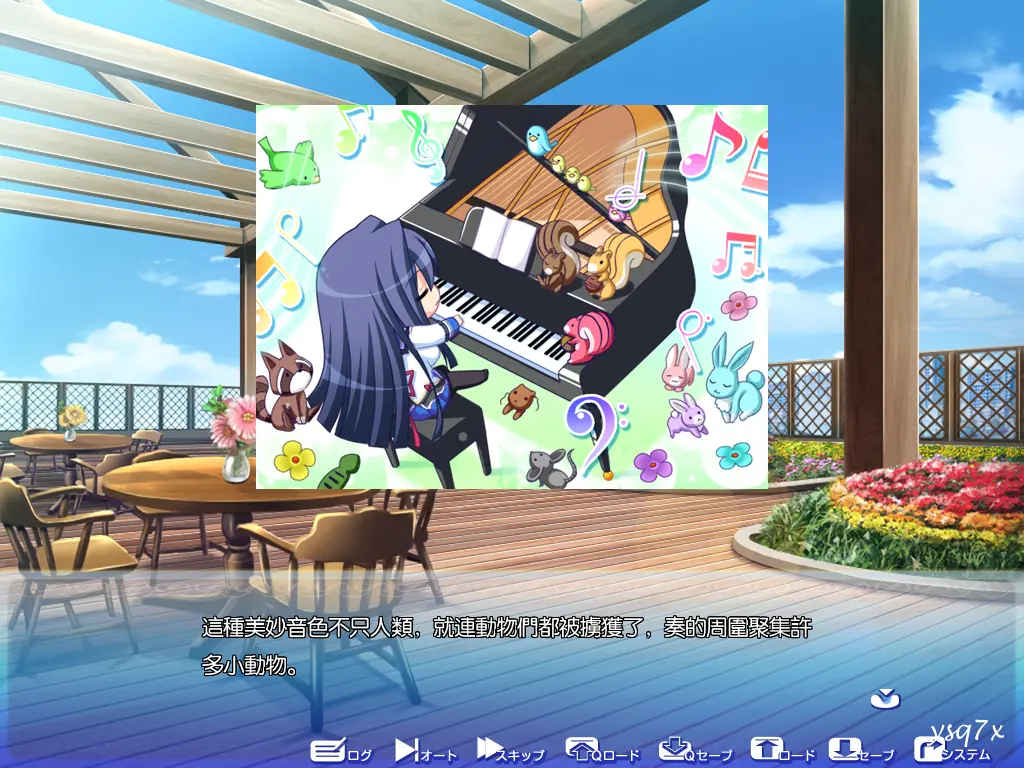 這種美妙音色不只人類，就連動物們都被擄獲了，奏的周圍聚集許
多小動物。
ysq7x
ログ オート スキップ Qロード Qセーブ ロード セーブ システム